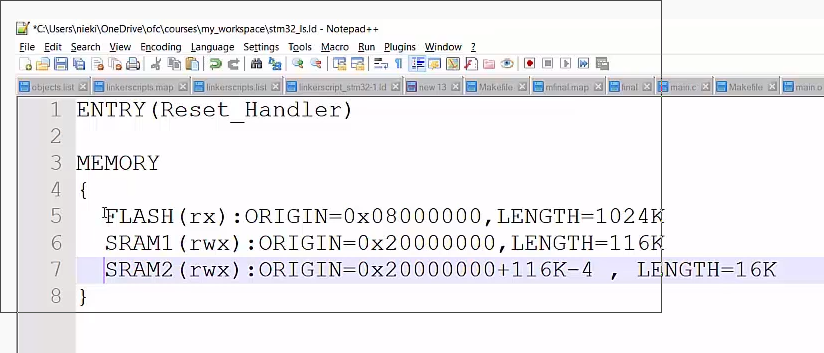 *C:\Users\nieki\OneDrive\ofc\courses\my_workspace\stm32_ls.ld - Notepad++
File Edit Search View Encoding Language Settings Tools Macro Run Plugins Window ?
objects.list linkerscripts.map linkerscripts.list linkerscript_stm32-1.ld new 13 Makefile mfinal.map final main.c Makefile main.o
1 ENTRY(Reset_Handler)
2
3 MEMORY
4 {
5 FLASH(rx):ORIGIN=0x08000000,LENGTH=1024K
6 SRAM1(rwx):ORIGIN=0x20000000,LENGTH=116K
7 SRAM2(rwx):ORIGIN=0x20000000+116K-4 , LENGTH=16K
8 }